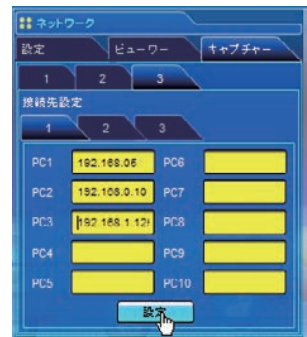 ネットワーク
設定 ビューワー キャプチャー
1 2 3
接続先設定
1 2 3
PC1 192.168.05 PC6
PC2 192.168.0.10 PC7
PC3 192.168.1.12 PC8
PC4 PC9
PC5 PC10
設定